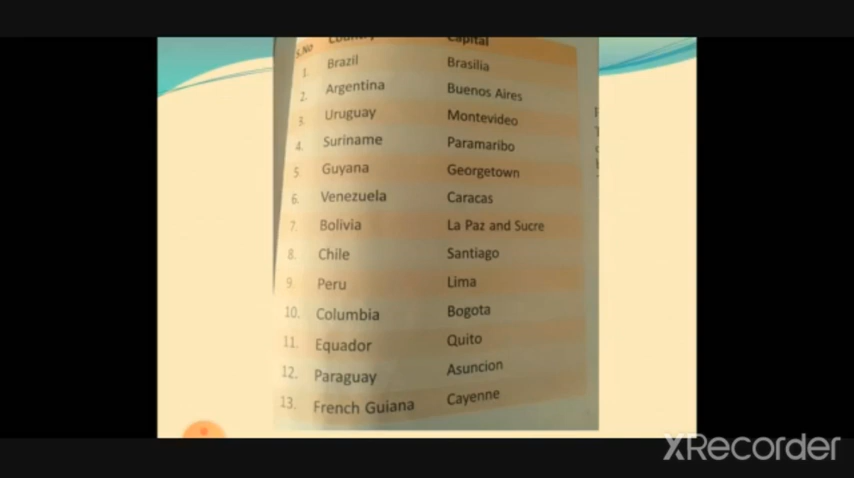 S.No Country Capital
1. Brazil Brasilia
2. Argentina Buenos Aires
3. Uruguay Montevideo
4. Suriname Paramaribo
5. Guyana Georgetown
6. Venezuela Caracas
7. Bolivia La Paz and Sucre
8. Chile Santiago
9. Peru Lima
10. Columbia Bogota
11. Equador Quito
12. Paraguay Asuncion
13. French Guiana Cayenne
XRecorder